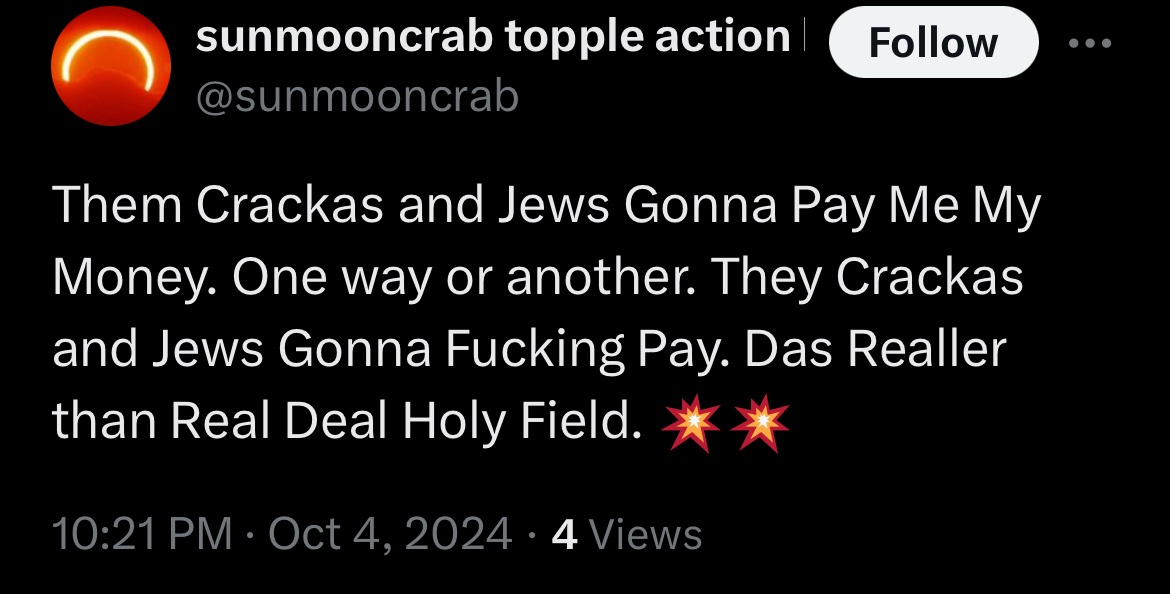 sunmooncrab topple action
Follow
@sunmooncrab
Them Crackas and Jews Gonna Pay Me My
Money. One way or another. They Crackas
and Jews Gonna Fucking Pay. Das Realler
than Real Deal Holy Field. 💥💥
10:21 PM · Oct 4, 2024 · 4 Views